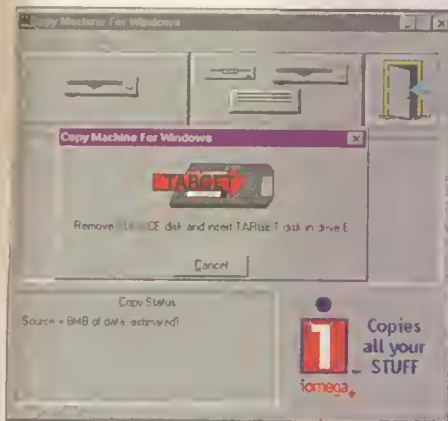 Copy Machine For Windows
Copy Machine For Windows
TARGET
Remove CE disk and insert TARGET disk in drive E
Cancel
Copy Status
Source = 8MB of data (estimated)
Copies
all your
STUFF
iomega